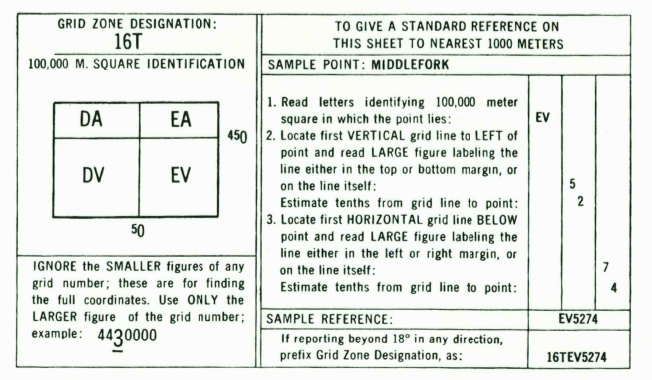 GRID ZONE DESIGNATION:
16T
100,000 M. SQUARE IDENTIFICATION
DA EA
450
DV EV
50
IGNORE the SMALLER figures of any
grid number; these are for finding
the full coordinates. Use ONLY the
LARGER figure of the grid number;
example: 4430000
TO GIVE A STANDARD REFERENCE ON
THIS SHEET TO NEAREST 1000 METERS
SAMPLE POINT: MIDDLEFORK
1. Read letters identifying 100,000 meter
square in which the point lies: EV
2. Locate first VERTICAL grid line to LEFT of
point and read LARGE figure labeling the
line either in the top or bottom margin, or
on the line itself: 5
Estimate tenths from grid line to point: 2
3. Locate first HORIZONTAL grid line BELOW
point and read LARGE figure labeling the
line either in the left or right margin, or
on the line itself: 7
Estimate tenths from grid line to point: 4
SAMPLE REFERENCE: EV5274
If reporting beyond 18° in any direction,
prefix Grid Zone Designation, as: 16TEV5274